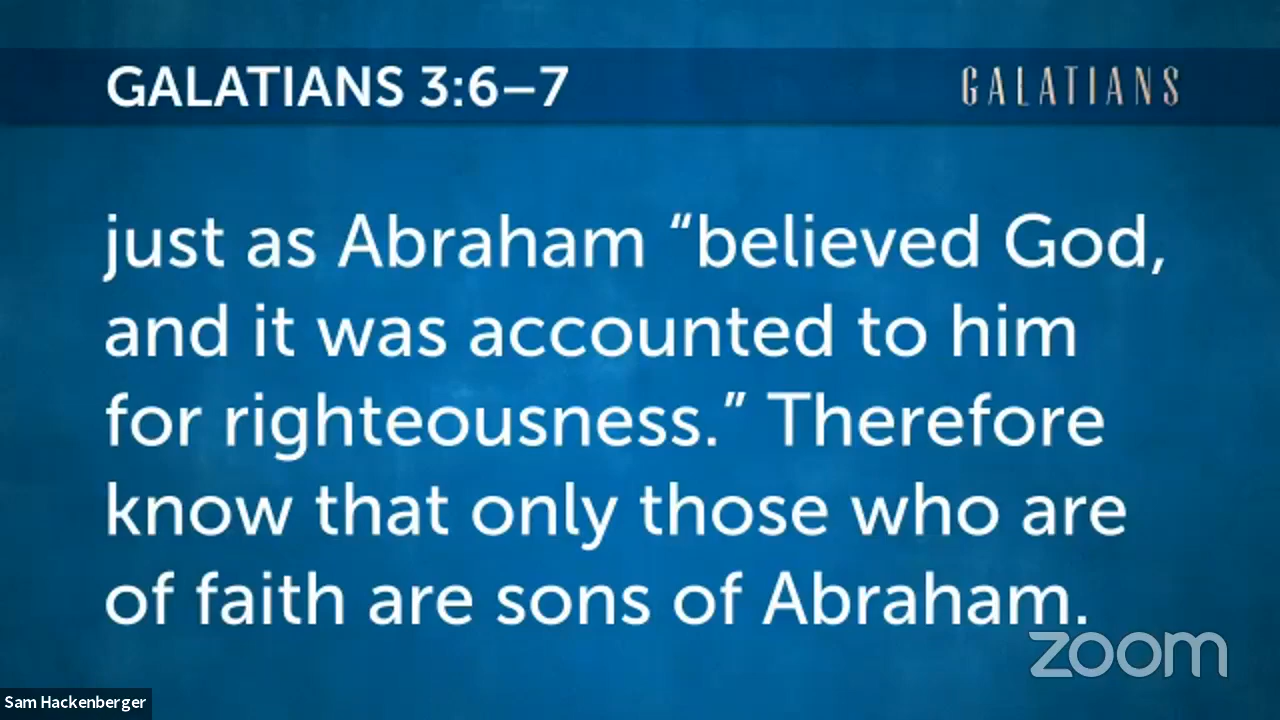 GALATIANS 3:6–7
GALATIANS
just as Abraham “believed God,
and it was accounted to him
for righteousness.” Therefore
know that only those who are
of faith are sons of Abraham.
zoom
Sam Hackenberger